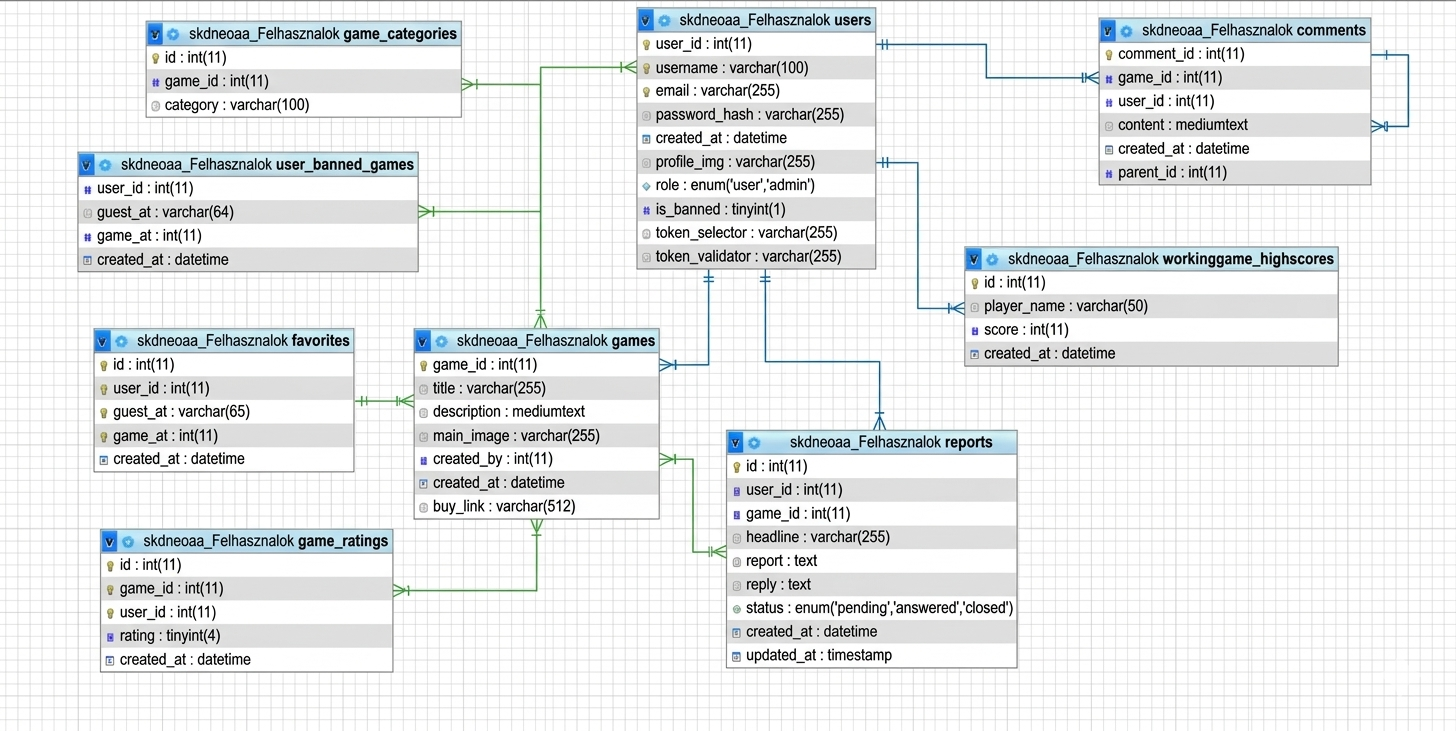 skdneoaa_Felhasznalok game_categories
id : int(11)
game_id : int(11)
category : varchar(100)
skdneoaa_Felhasznalok user_banned_games
user_id : int(11)
guest_at : varchar(64)
game_at : int(11)
created_at : datetime
skdneoaa_Felhasznalok users
user_id : int(11)
username : varchar(100)
email : varchar(255)
password_hash : varchar(255)
created_at : datetime
profile_img : varchar(255)
role : enum('user','admin')
is_banned : tinyint(1)
token_selector : varchar(255)
token_validator : varchar(255)
skdneoaa_Felhasznalok comments
comment_id : int(11)
game_id : int(11)
user_id : int(11)
content : mediumtext
created_at : datetime
parent_id : int(11)
skdneoaa_Felhasznalok workinggame_highscores
id : int(11)
player_name : varchar(50)
score : int(11)
created_at : datetime
skdneoaa_Felhasznalok favorites
id : int(11)
user_id : int(11)
guest_at : varchar(65)
game_at : int(11)
created_at : datetime
skdneoaa_Felhasznalok games
game_id : int(11)
title : varchar(255)
description : mediumtext
main_image : varchar(255)
created_by : int(11)
created_at : datetime
buy_link : varchar(512)
skdneoaa_Felhasznalok reports
id : int(11)
user_id : int(11)
game_id : int(11)
headline : varchar(255)
report : text
reply : text
status : enum('pending','answered','closed')
created_at : datetime
updated_at : timestamp
skdneoaa_Felhasznalok game_ratings
id : int(11)
game_id : int(11)
user_id : int(11)
rating : tinyint(4)
created_at : datetime